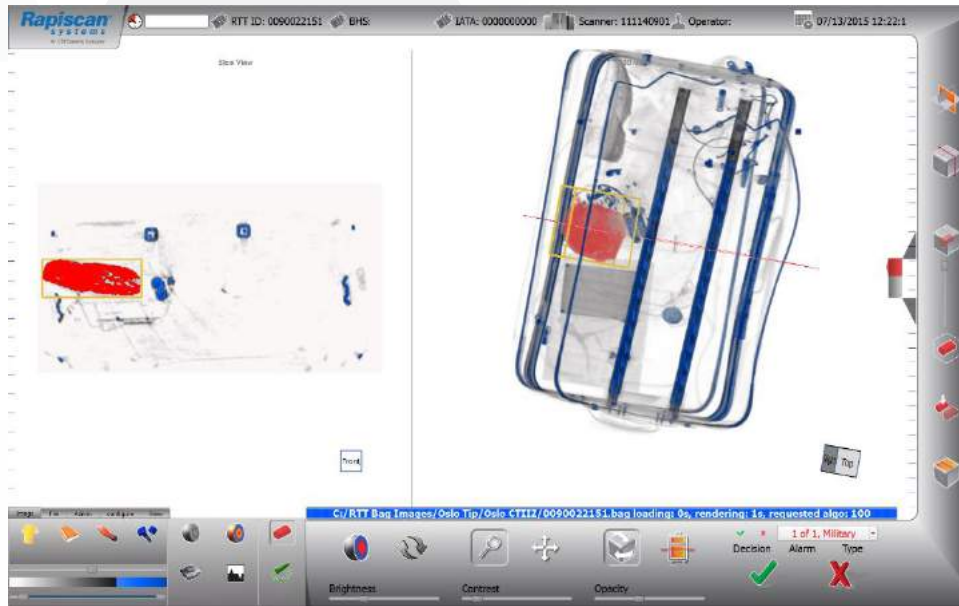 Rapiscan
systems
RTT ID: 0090022151
BHS:
IATA: 0000000000
Scanner: 111140901
Operator:
07/13/2015 12:22:1
Slice View
Front
Top
C:/RTT Bag Images/Oslo Tip/Oslo CTIIZ/0090022151.bag loading: 0s, rendering: 1s, requested algo: 100
Image
Configure
Brightness
Contrast
Opacity
1 of 1, Military
Decision
Alarm
Type